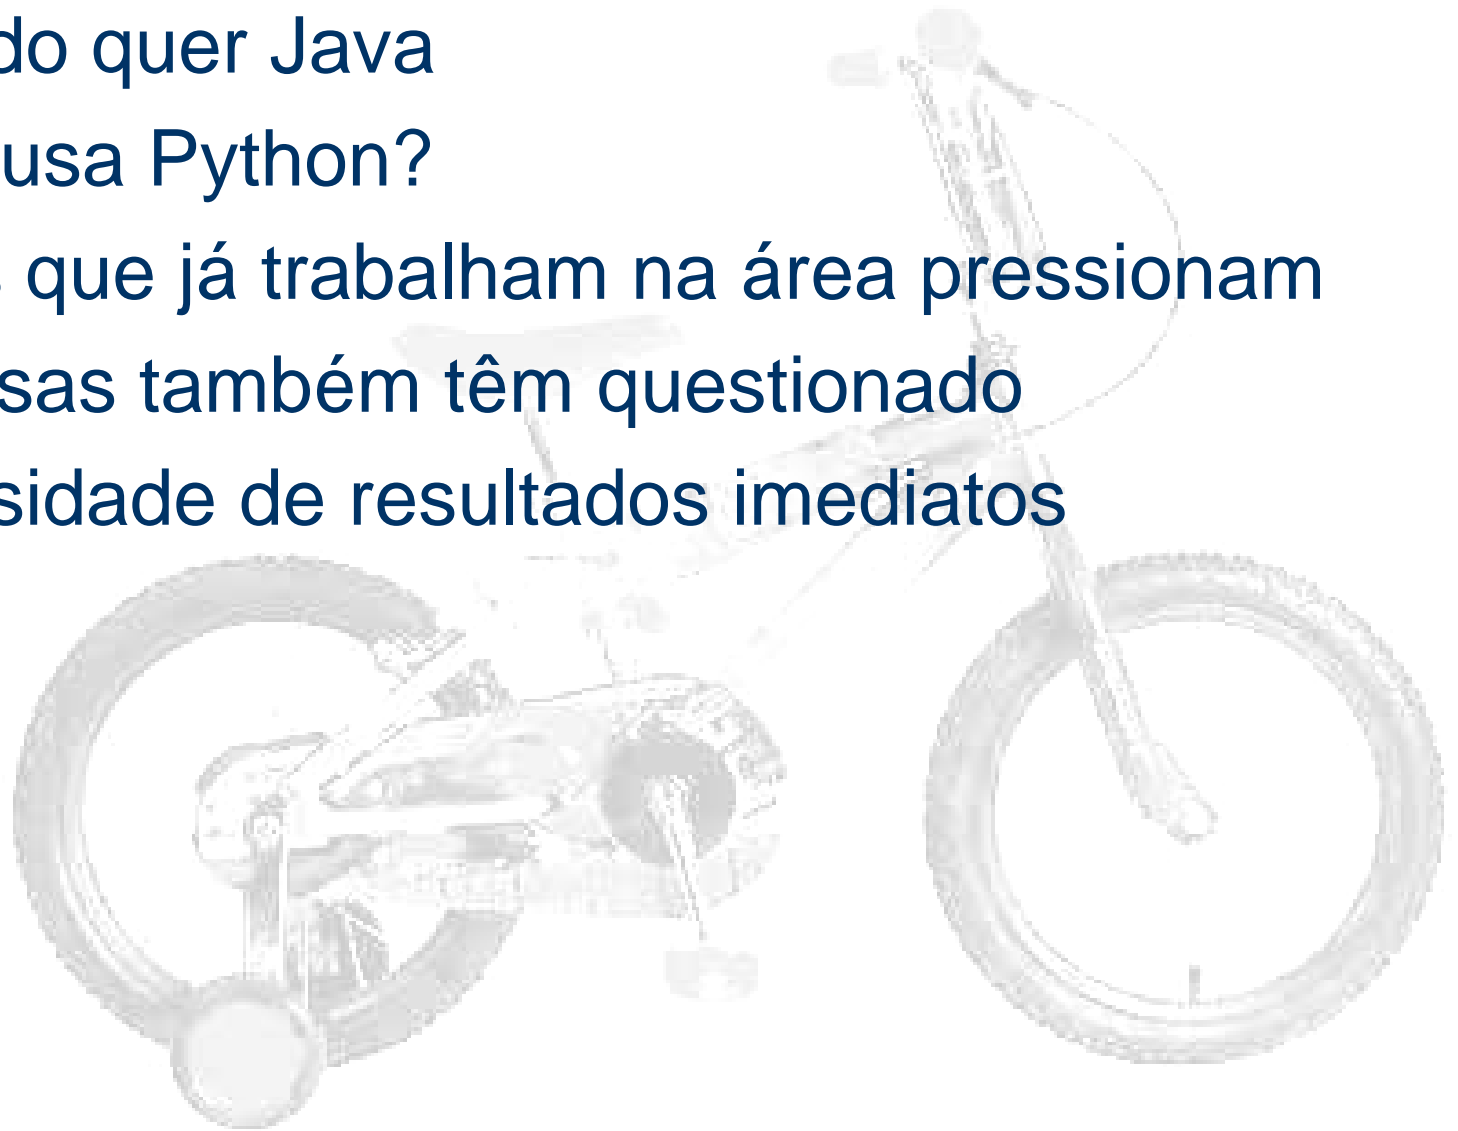 do quer Java
usa Python?
s que já trabalham na área pressionam
sas também têm questionado
sidade de resultados imediatos